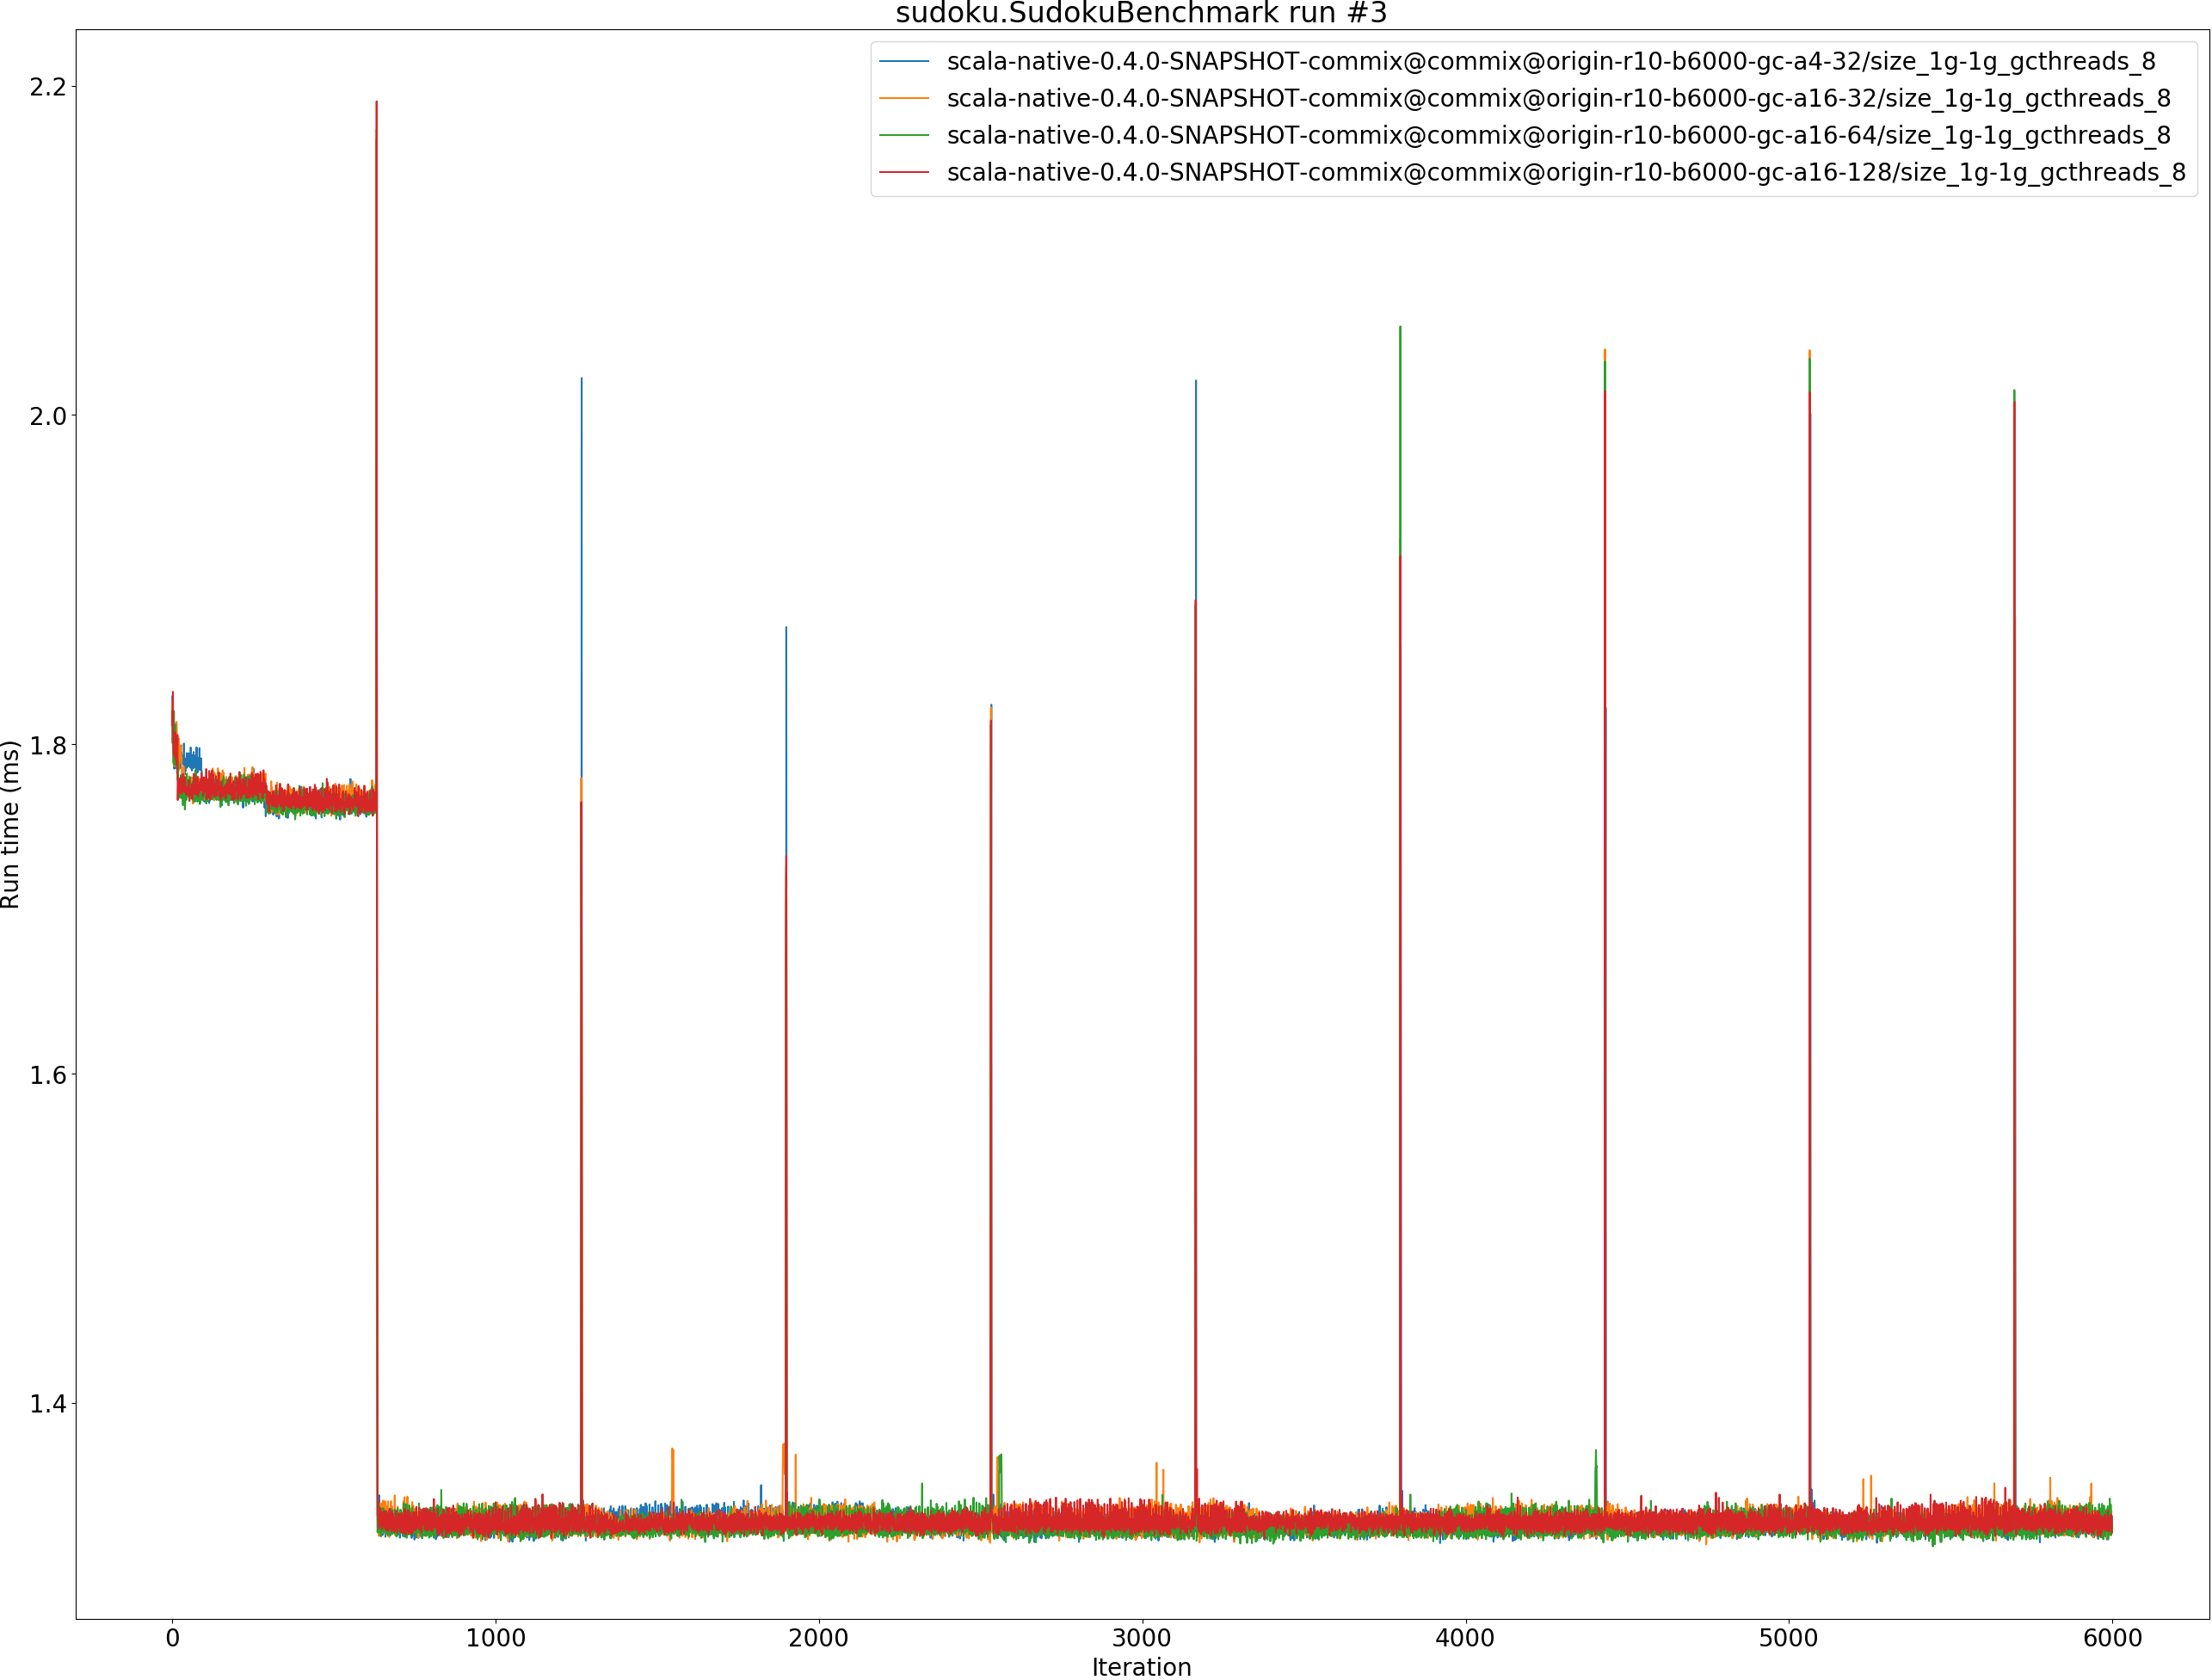 sudoku.SudokuBenchmark run #3
scala-native-0.4.0-SNAPSHOT-commix@commix@origin-r10-b6000-gc-a4-32/size_1g-1g_gcthreads_8
scala-native-0.4.0-SNAPSHOT-commix@commix@origin-r10-b6000-gc-a16-32/size_1g-1g_gcthreads_8
scala-native-0.4.0-SNAPSHOT-commix@commix@origin-r10-b6000-gc-a16-64/size_1g-1g_gcthreads_8
scala-native-0.4.0-SNAPSHOT-commix@commix@origin-r10-b6000-gc-a16-128/size_1g-1g_gcthreads_8
2.2
2.0
1.8
1.6
1.4
Run time (ms)
0 1000 2000 3000 4000 5000 6000
Iteration